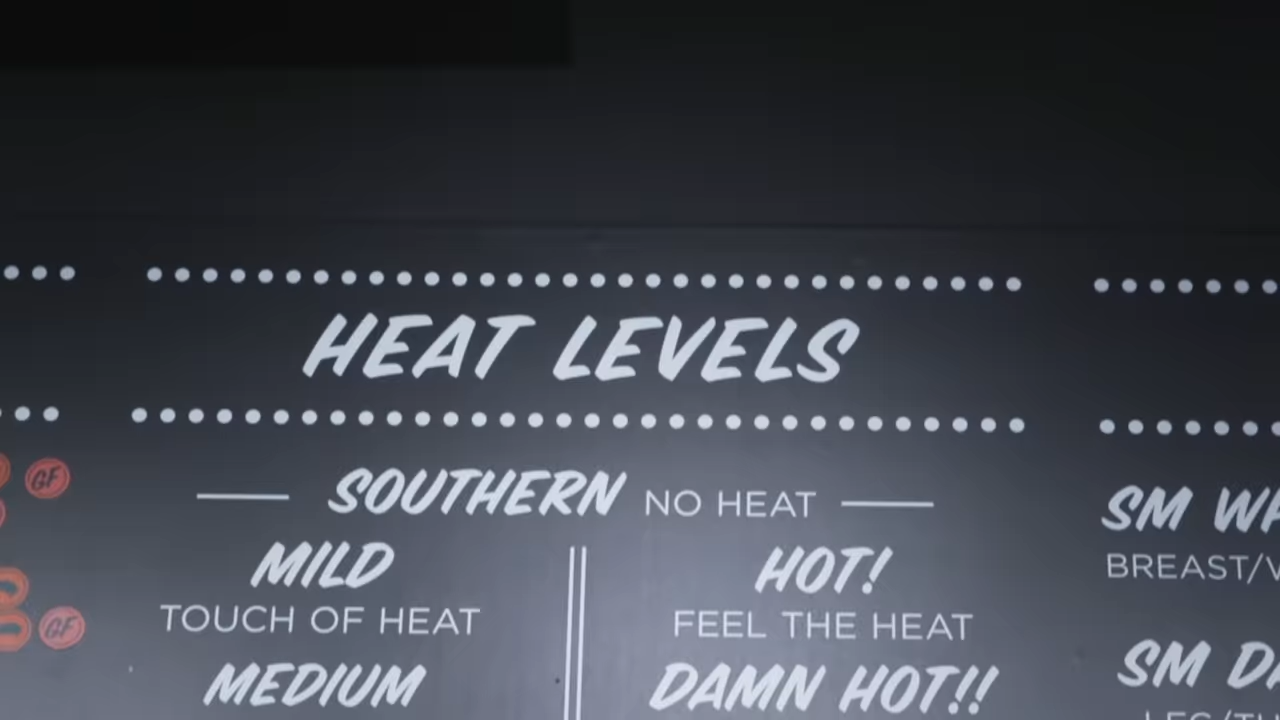 HEAT LEVELS
SOUTHERN NO HEAT
MILD
TOUCH OF HEAT
MEDIUM
HOT!
FEEL THE HEAT
DAMN HOT!!
GF
GF
SM
BREAST/
SM